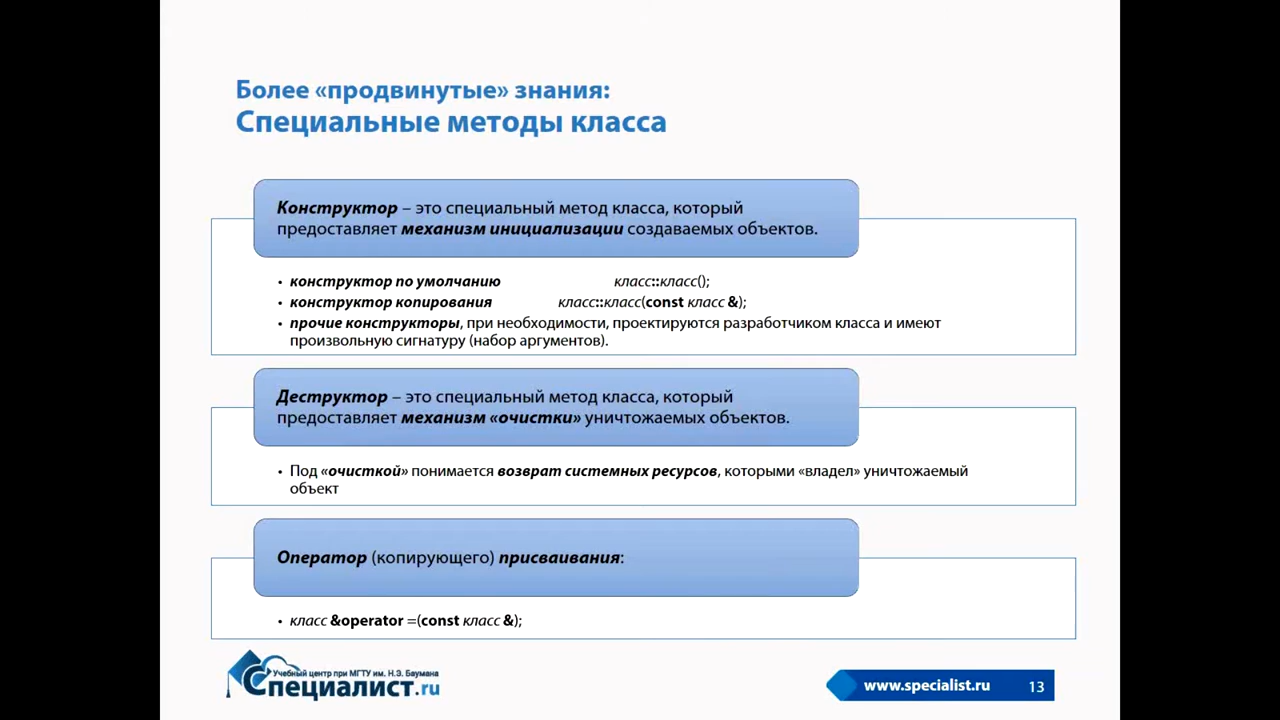 Более «продвинутые» знания:
Специальные методы класса
Конструктор – это специальный метод класса, который
предоставляет механизм инициализации создаваемых объектов.
• конструктор по умолчанию класс::класс();
• конструктор копирования класс::класс(const класс &);
• прочие конструкторы, при необходимости, проектируются разработчиком класса и имеют
произвольную сигнатуру (набор аргументов).
Деструктор – это специальный метод класса, который
предоставляет механизм «очистки» уничтожаемых объектов.
• Под «очисткой» понимается возврат системных ресурсов, которыми «владел» уничтожаемый
объект
Оператор (копирующего) присваивания:
• класс &operator =(const класс &);
Учебный центр при МГТУ им. Н.Э. Баумана
Специалист.ru
www.specialist.ru 13